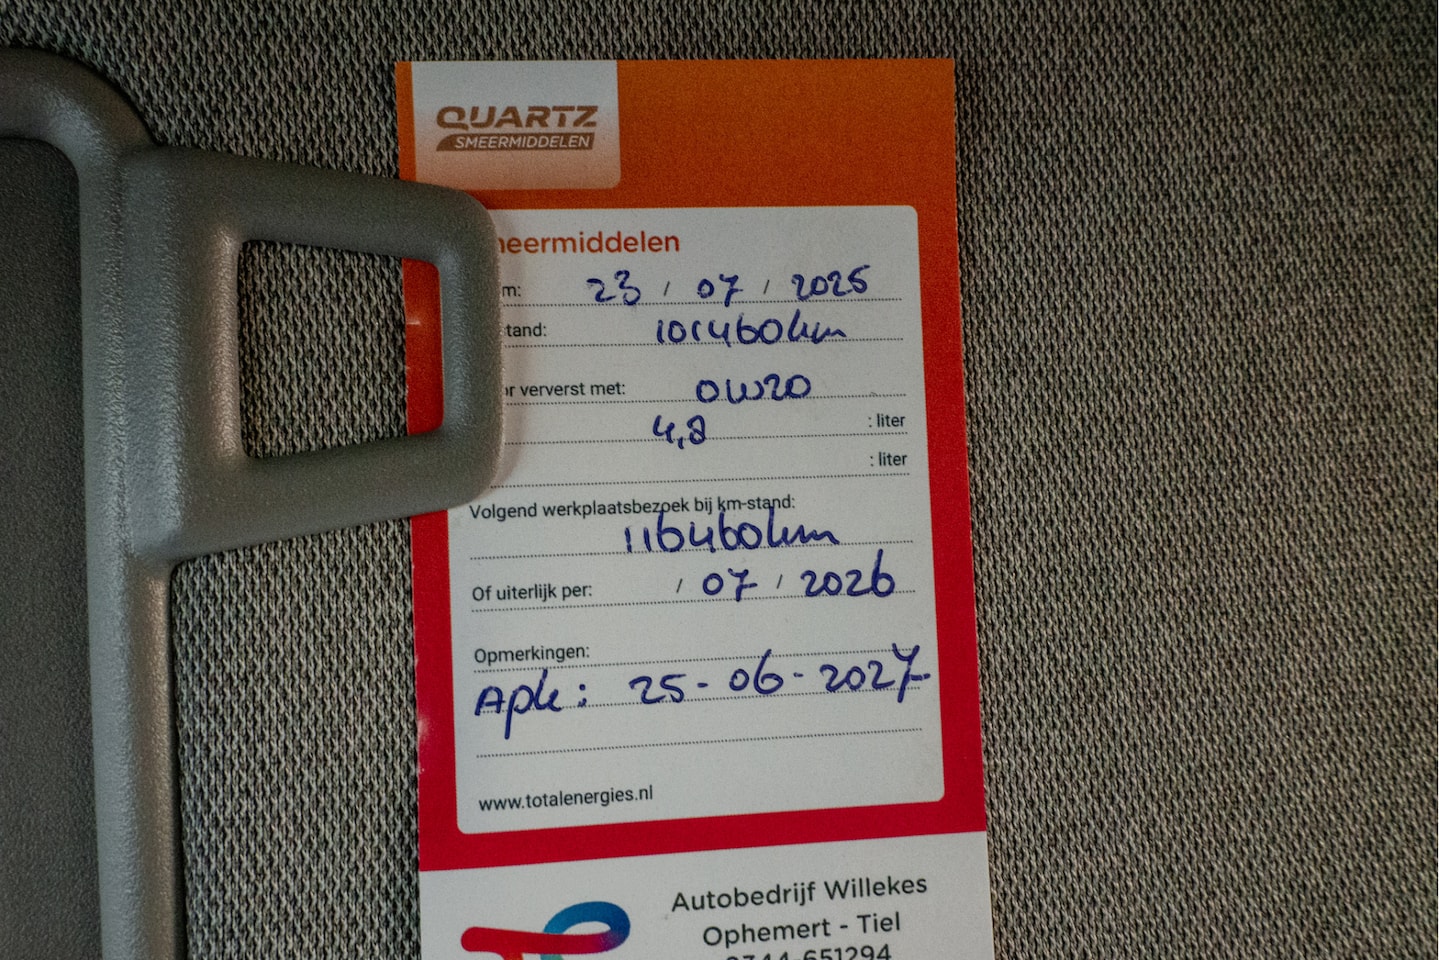 QUARTZ
SMEERMIDDELEN
meermiddelen
m: 23 / 07 / 2025
tand: 101460km
r ververst met: 0W20
4,8 : liter
: liter
Volgend werkplaatsbezoek bij km-stand:
116460km
Of uiterlijk per: / 07 / 2026
Opmerkingen:
Apk: 25-06-2027
www.totalenergies.nl
Autobedrijf Willekes
Ophemert - Tiel
0344-651294